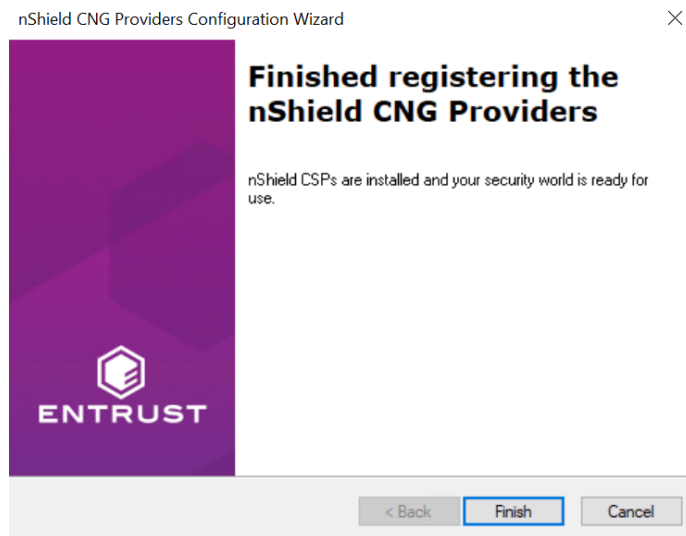 nShield CNG Providers Configuration Wizard
Finished registering the
nShield CNG Providers
nShield CSPs are installed and your security world is ready for
use.
ENTRUST
< Back
Finish
Cancel